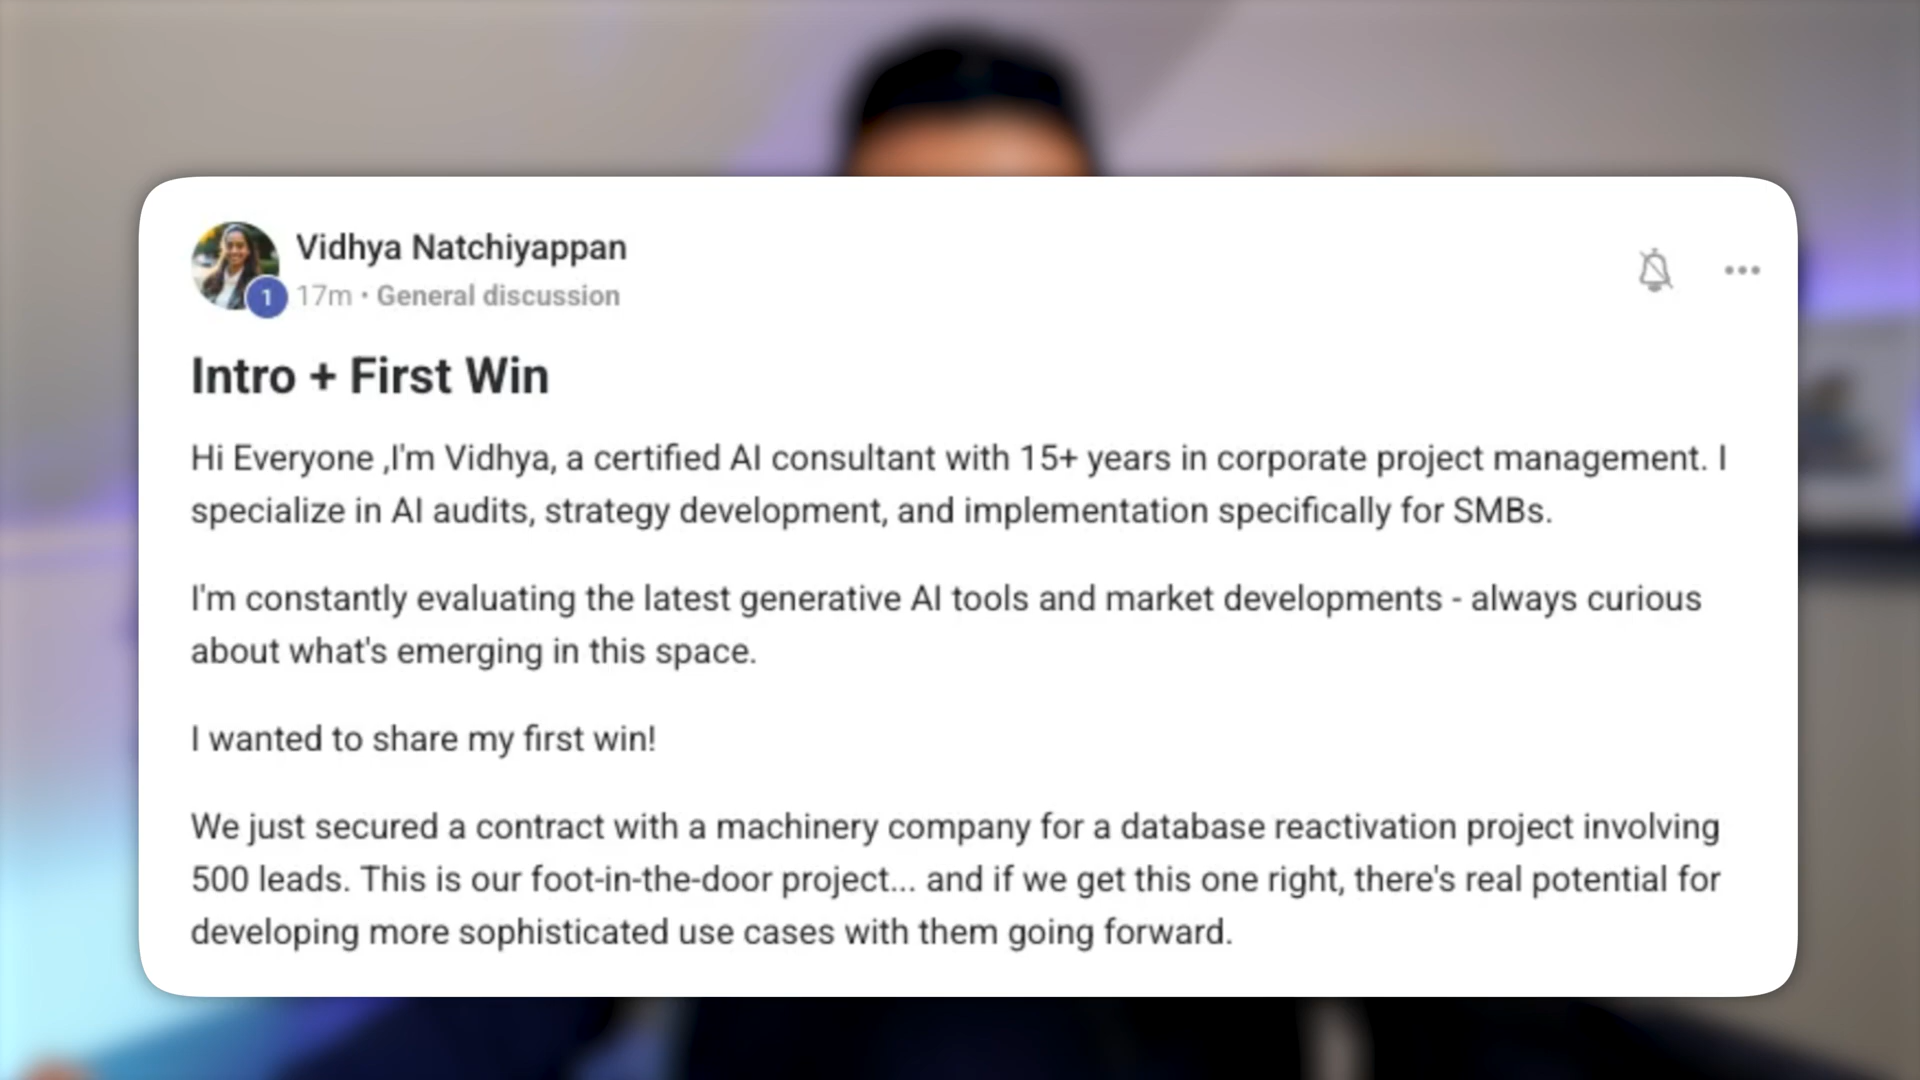 Vidhya Natchiyappan
1
17m • General discussion
Intro + First Win
Hi Everyone ,I'm Vidhya, a certified AI consultant with 15+ years in corporate project management. I
specialize in AI audits, strategy development, and implementation specifically for SMBs.
I'm constantly evaluating the latest generative AI tools and market developments - always curious
about what's emerging in this space.
I wanted to share my first win!
We just secured a contract with a machinery company for a database reactivation project involving
500 leads. This is our foot-in-the-door project... and if we get this one right, there's real potential for
developing more sophisticated use cases with them going forward.